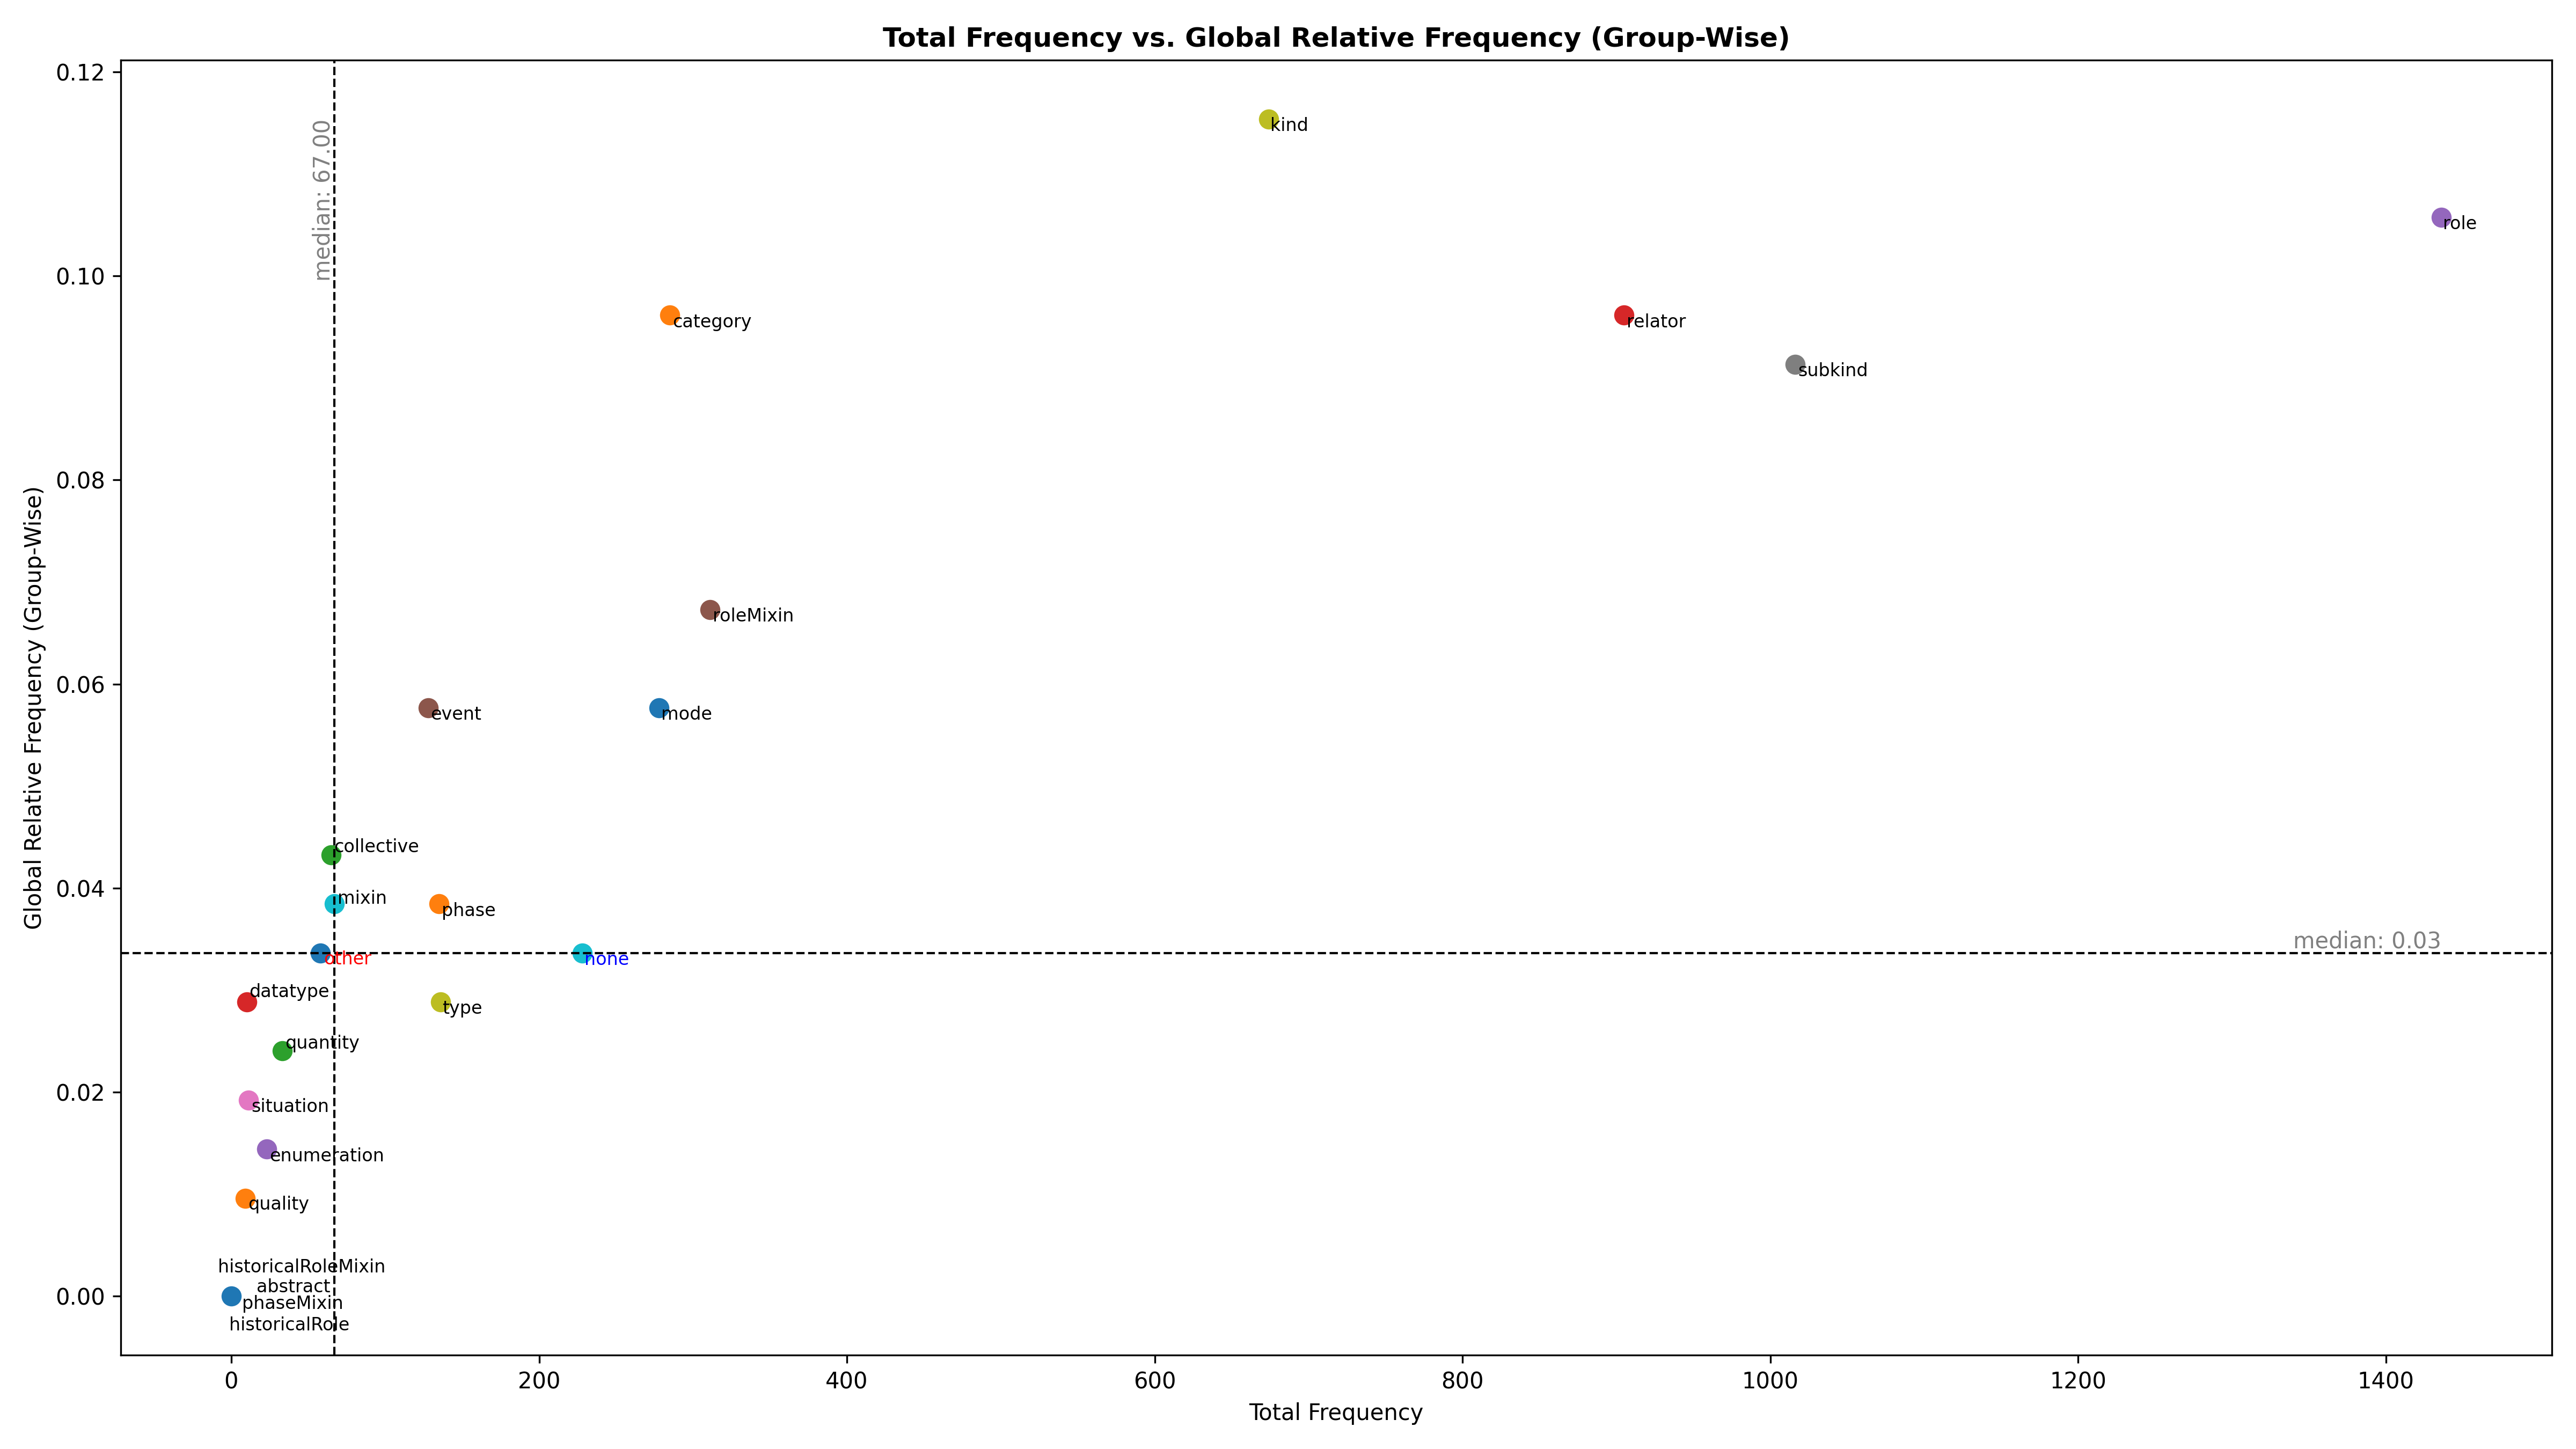 Total Frequency vs. Global Relative Frequency (Group-Wise)
0.12
median: 67.00
kind
role
0.10
category
relator
subkind
0.08
Global Relative Frequency (Group-Wise)
roleMixin
0.06
event
mode
collective
0.04
mixin
phase
median: 0.03
other
none
datatype
type
quantity
0.02
situation
enumeration
quality
historicalRoleMixin
abstract
0.00
phaseMixin
historicalRole
0
200
400
600
800
1000
1200
1400
Total Frequency